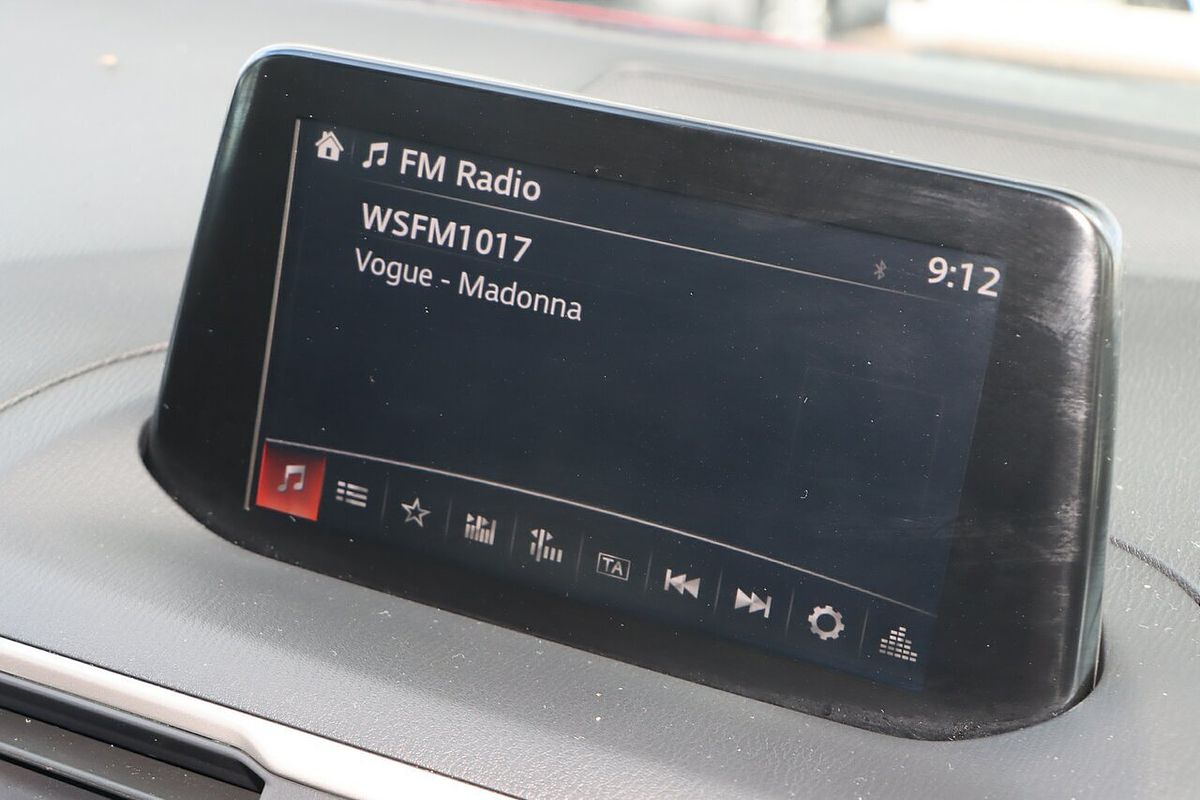 FM Radio
9:12
WSFM1017
Vogue - Madonna
TA